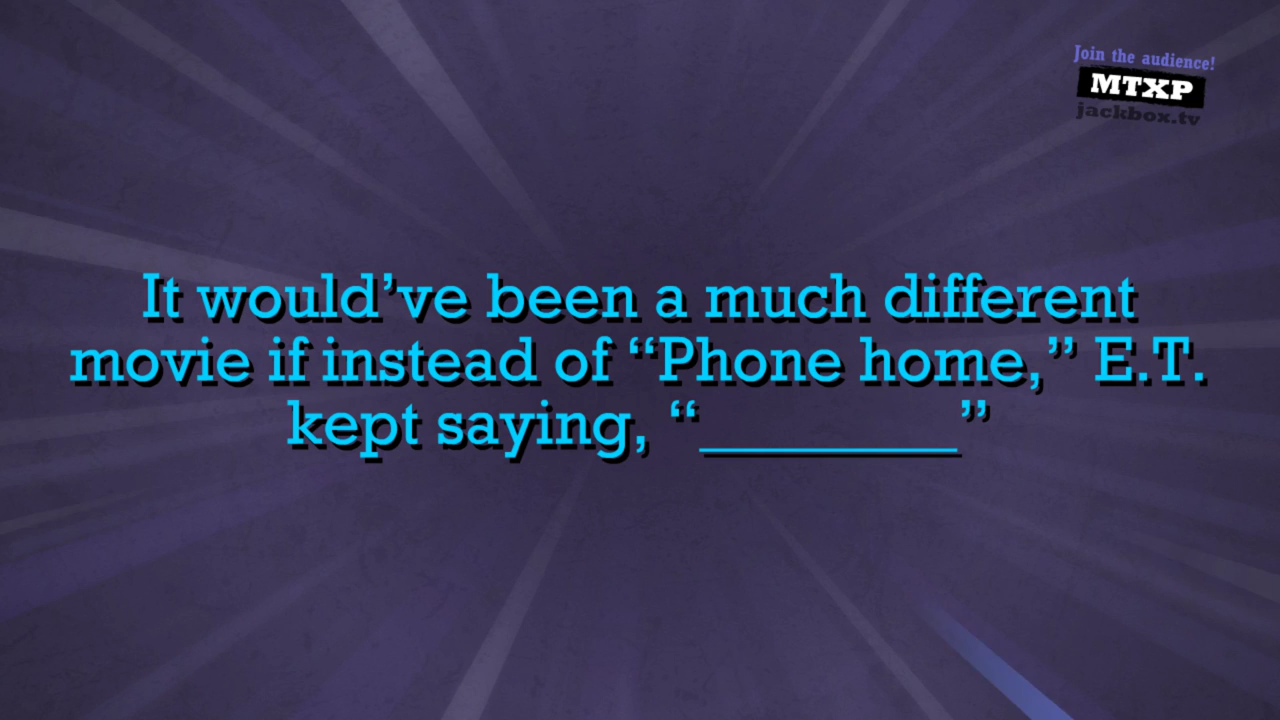 Join the audience!
MTXP
jackbox.tv
It would’ve been a much different
movie if instead of “Phone home,” E.T.
kept saying, “_________”